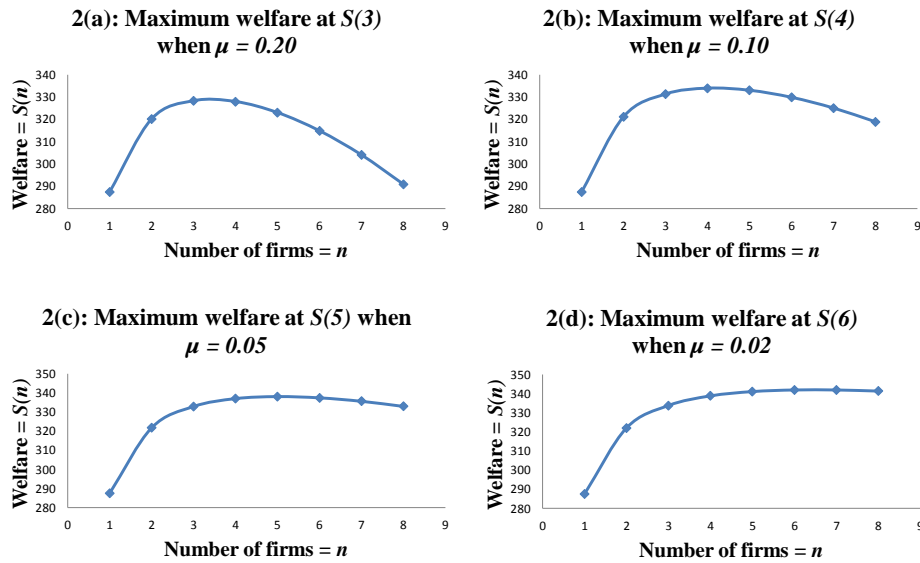 2(a): Maximum welfare at S(3)
when μ = 0.20
340
330
320
310
300
290
280
0 1 2 3 4 5 6 7 8 9
Welfare = S(n)
Number of firms = n
2(b): Maximum welfare at S(4)
when μ = 0.10
340
330
320
310
300
290
280
0 1 2 3 4 5 6 7 8 9
Welfare = S(n)
Number of firms = n
2(c): Maximum welfare at S(5) when
μ = 0.05
350
340
330
320
310
300
290
280
0 1 2 3 4 5 6 7 8 9
Welfare = S(n)
Number of firms = n
2(d): Maximum welfare at S(6)
when μ = 0.02
350
340
330
320
310
300
290
280
0 1 2 3 4 5 6 7 8 9
Welfare = S(n)
Number of firms = n